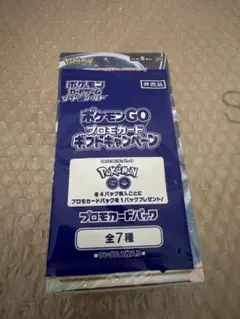 非売品
ポケモン
カードゲーム
ソード&シールド
ポケモンGO
プロモカード
ギフトキャンペーン
Pokémon
GO
を4パック購入ごとに
プロモカードパックを1パックプレゼント!
プロモカードパック
全7種